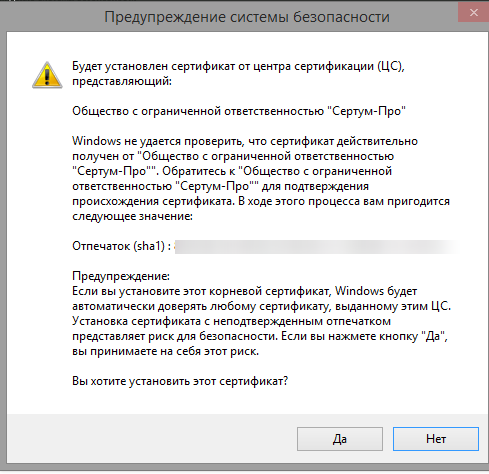 Предупреждение системы безопасности
Будет установлен сертификат от центра сертификации (ЦС),
представляющий:
Общество с ограниченной ответственностью "Сертум-Про"
Windows не удается проверить, что сертификат действительно
получен от "Общество с ограниченной ответственностью
"Сертум-Про"". Обратитесь к "Общество с ограниченной
ответственностью "Сертум-Про"" для подтверждения
происхождения сертификата. В ходе этого процесса вам пригодится
следующее значение:
Отпечаток (sha1) :
Предупреждение:
Если вы установите этот корневой сертификат, Windows будет
автоматически доверять любому сертификату, выданному этим ЦС.
Установка сертификата с неподтвержденным отпечатком
представляет риск для безопасности. Если вы нажмете кнопку "Да",
вы принимаете на себя этот риск.
Вы хотите установить этот сертификат?
Да
Нет